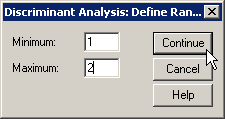 Discriminant Analysis: Define Ran...
Minimum: 1 Continue
Maximum: 2 Cancel
Help